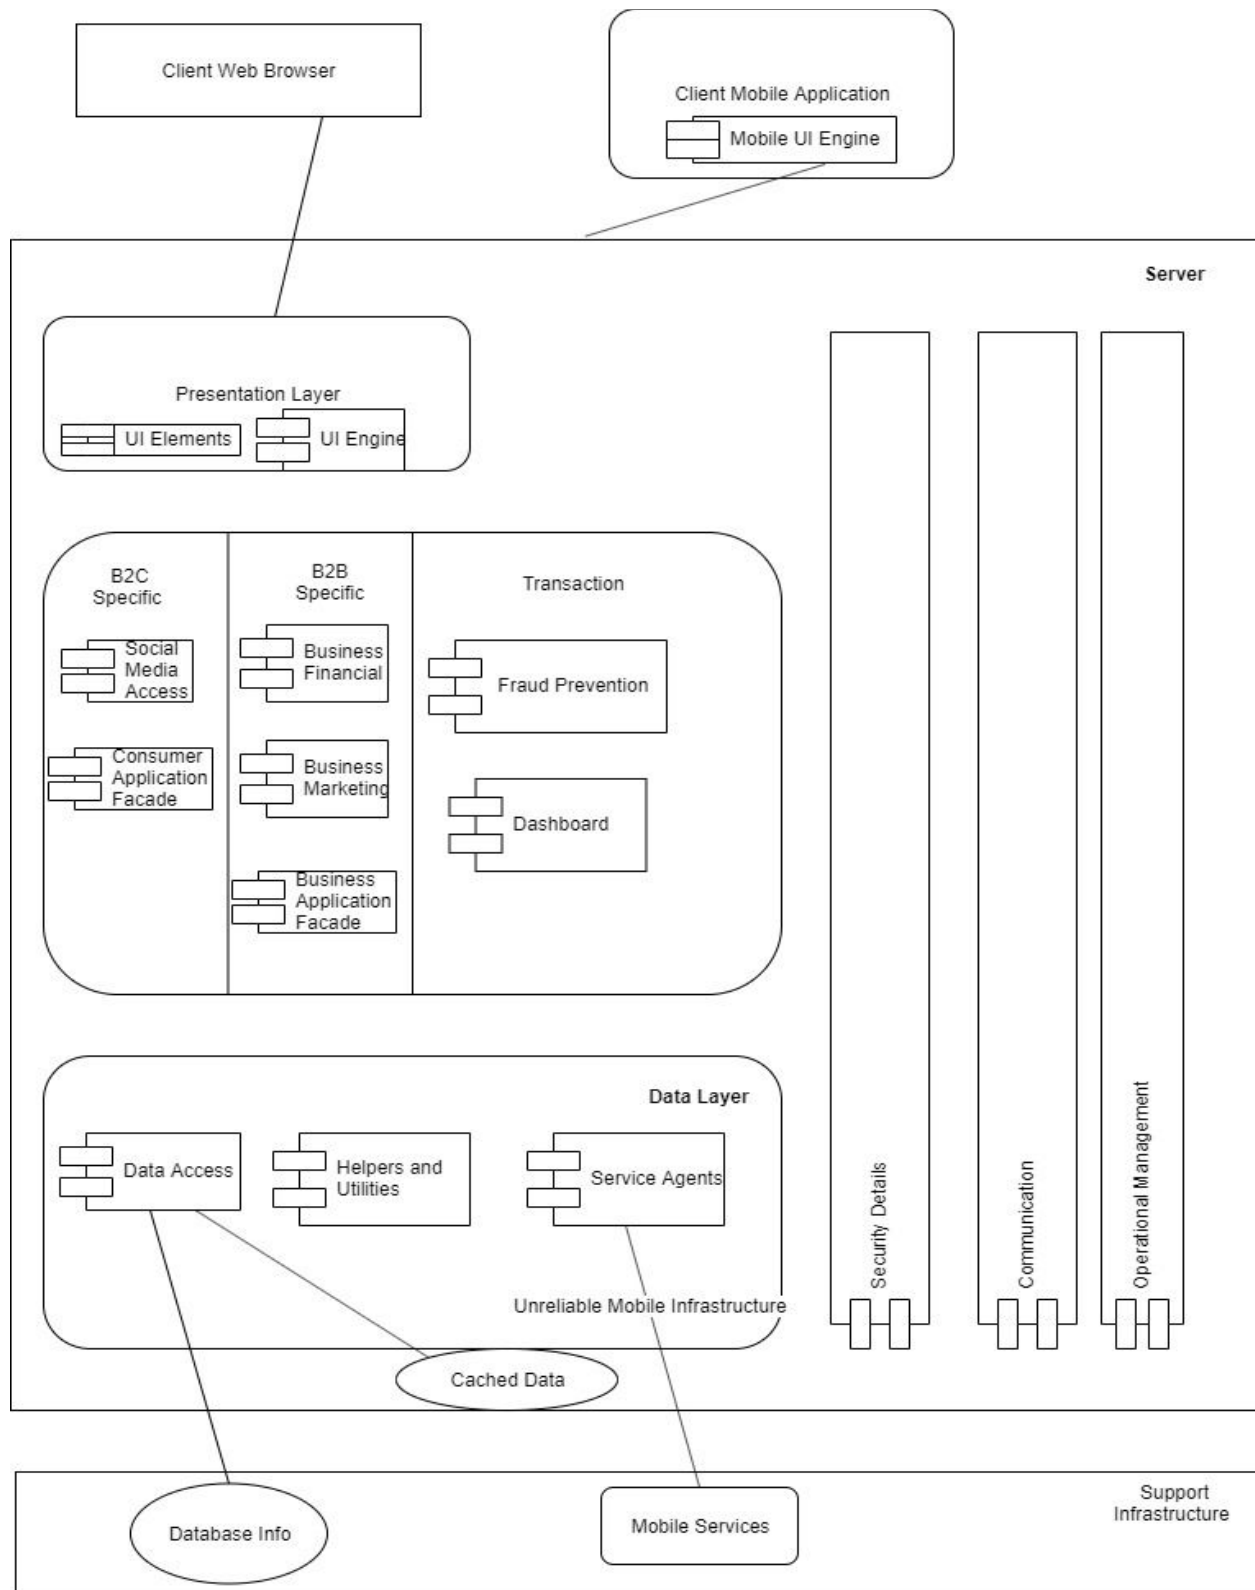 Client Web Browser
Client Mobile Application
Mobile UI Engine
Server
Presentation Layer
UI Elements
UI Engine
B2C
Specific
B2B
Specific
Transaction
Social
Media
Access
Business
Financial
Fraud Prevention
Consumer
Application
Facade
Business
Marketing
Dashboard
Business
Application
Facade
Data Layer
Data Access
Helpers and
Utilities
Service Agents
Unreliable Mobile Infrastructure
Cached Data
Security Details
Communication
Operational Management
Support
Infrastructure
Database Info
Mobile Services